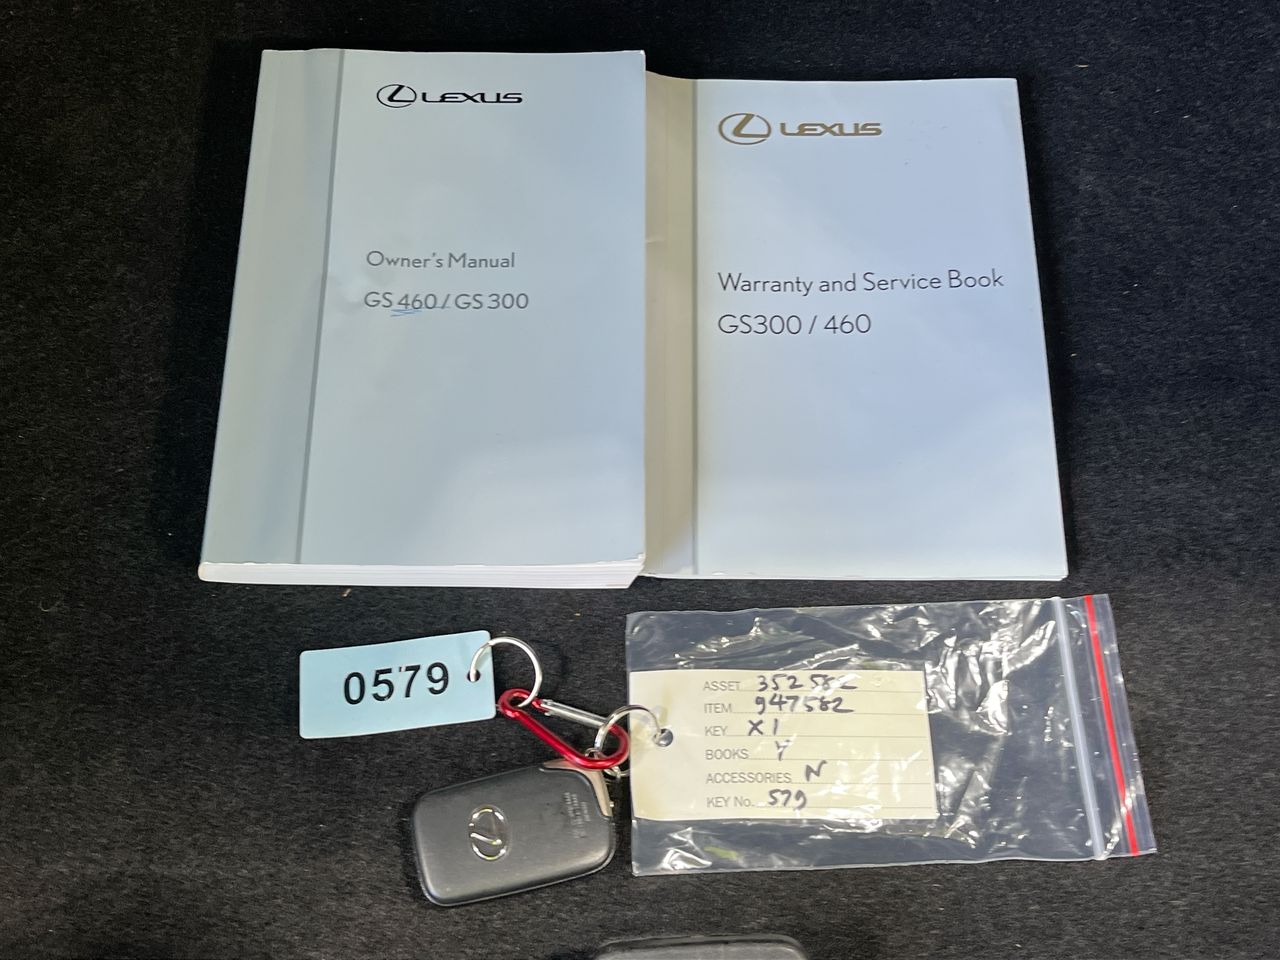 LEXUS
Owner's Manual
GS 460 / GS 300
LEXUS
Warranty and Service Book
GS300 / 460
0579
ASSET 352582
ITEM 947582
KEY X1
BOOKS Y
ACCESSORIES N
KEY No. 579